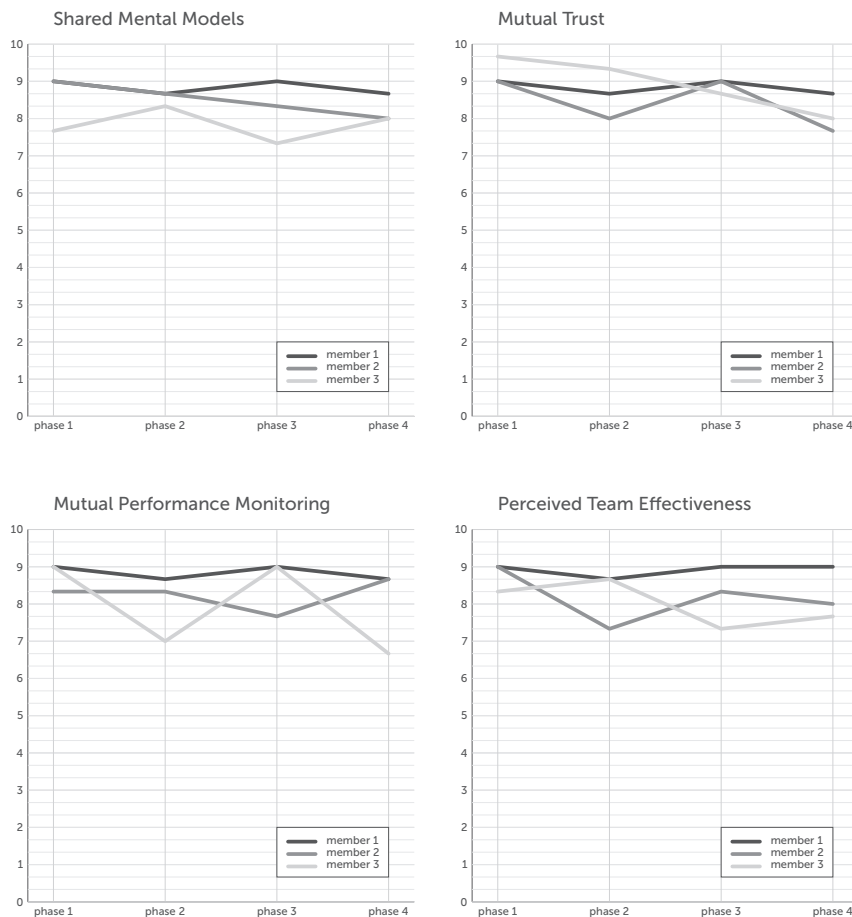 Shared Mental Models
10
9
8
7
6
5
4
3
2
1
0
member 1
member 2
member 3
phase 1 phase 2 phase 3 phase 4
Mutual Trust
10
9
8
7
6
5
4
3
2
1
0
member 1
member 2
member 3
phase 1 phase 2 phase 3 phase 4
Mutual Performance Monitoring
10
9
8
7
6
5
4
3
2
1
0
member 1
member 2
member 3
phase 1 phase 2 phase 3 phase 4
Perceived Team Effectiveness
10
9
8
7
6
5
4
3
2
1
0
member 1
member 2
member 3
phase 1 phase 2 phase 3 phase 4